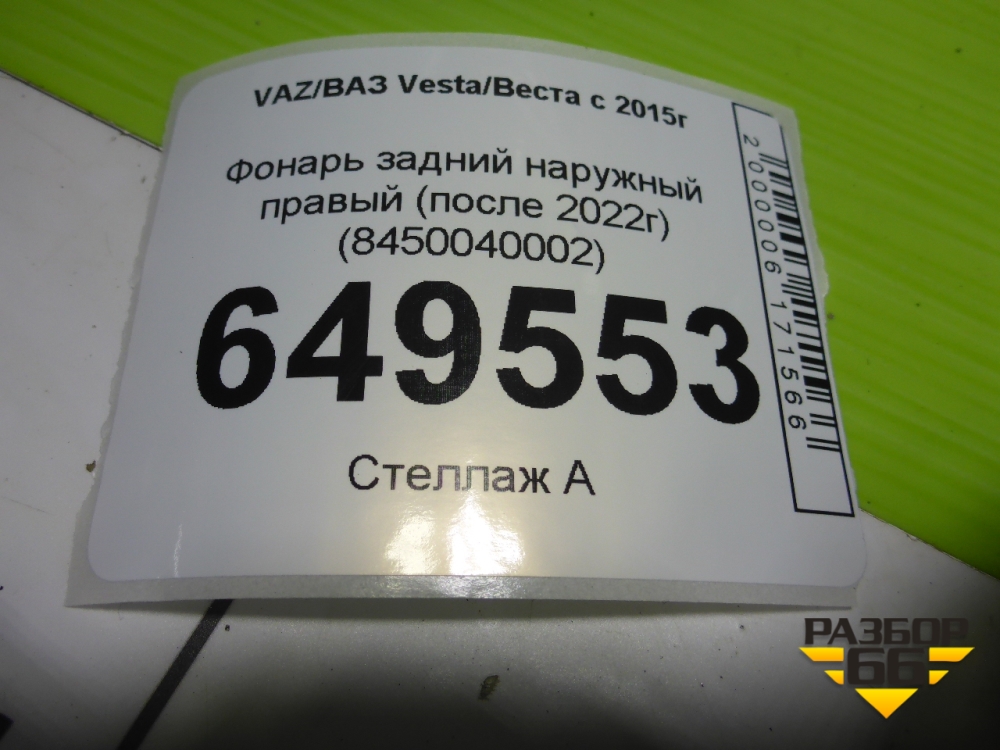 VAZ/ВАЗ Vesta/Веста с 2015г
Фонарь задний наружный
правый (после 2022г)
(8450040002)
649553
Стеллаж А
2000006171566
РАЗБОР
66